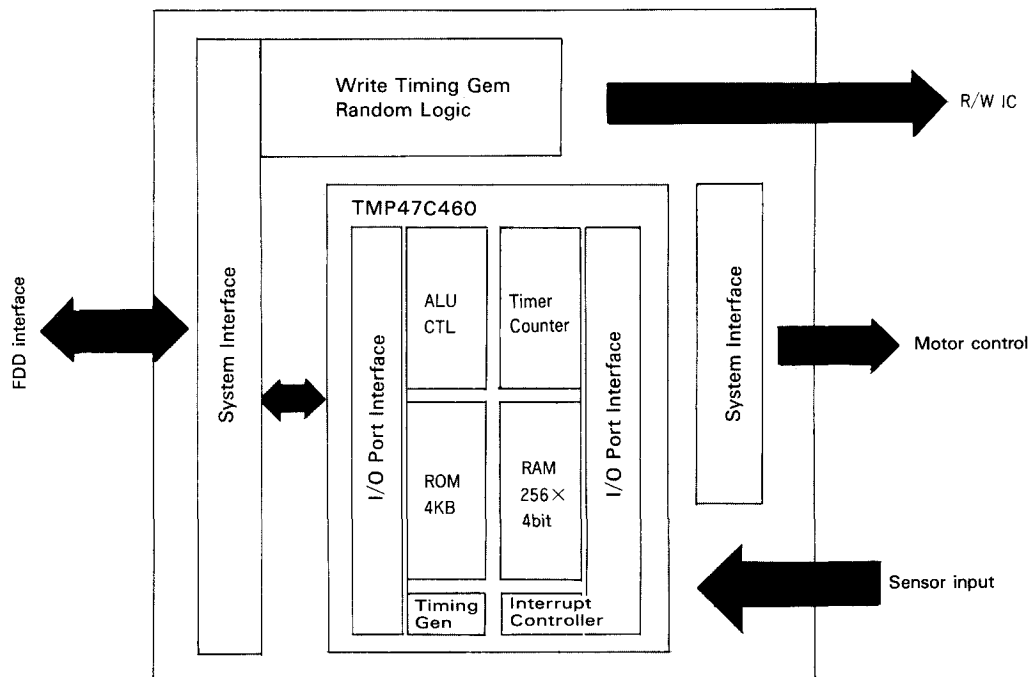 Write Timing Gem
Random Logic
R/W IC
TMP47C460
FDD interface
System Interface
I/O Port Interface
ALU
CTL
Timer
Counter
I/O Port Interface
System Interface
Motor control
ROM
4KB
RAM
256×
4bit
Sensor input
Timing
Gen
Interrupt
Controller